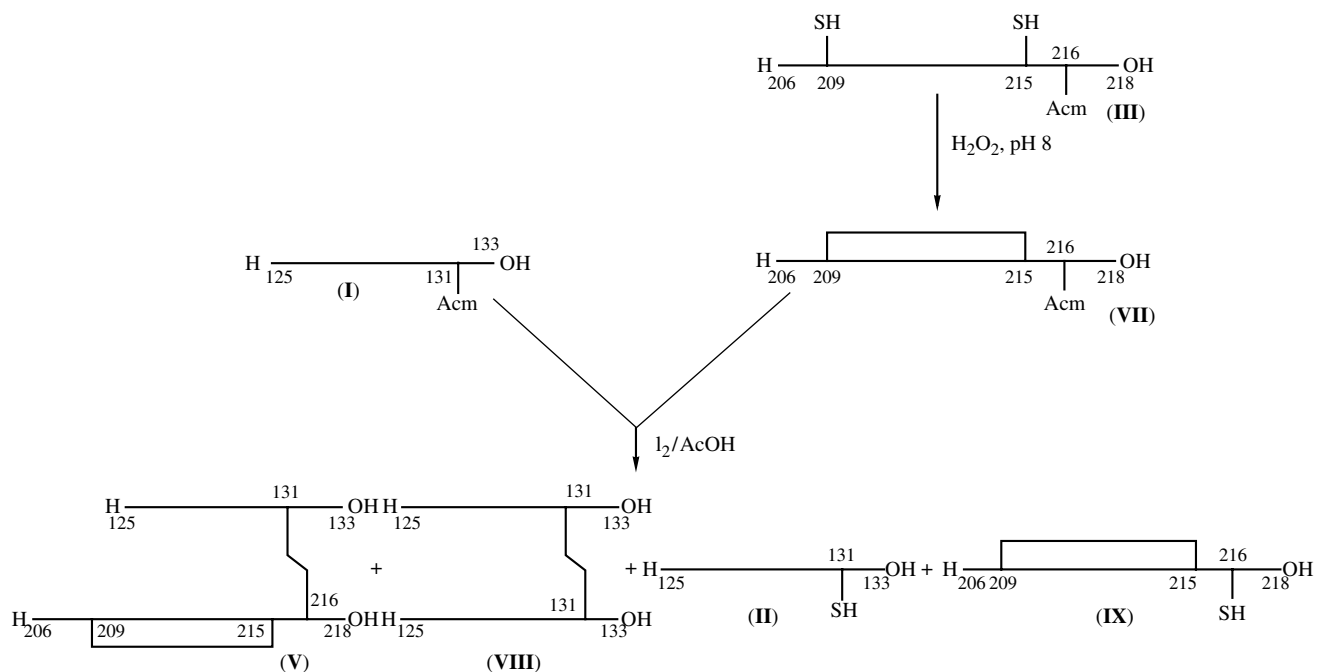 SH SH
H 216 OH
206 209 215 218
Acm (III)
H₂O₂, pH 8
H 133 OH
125 131
(I) Acm
H 216 OH
206 209 215 218
Acm
(VII)
l₂/AcOH
H 131 OH H 131 OH
125 133 125 133
+ + H 131 OH + H 216 OH
125 133 206 209 215 218
SH SH
(II) (IX)
H 216 OH H 131 OH
206 209 215 218 125 133
(V) (VIII)